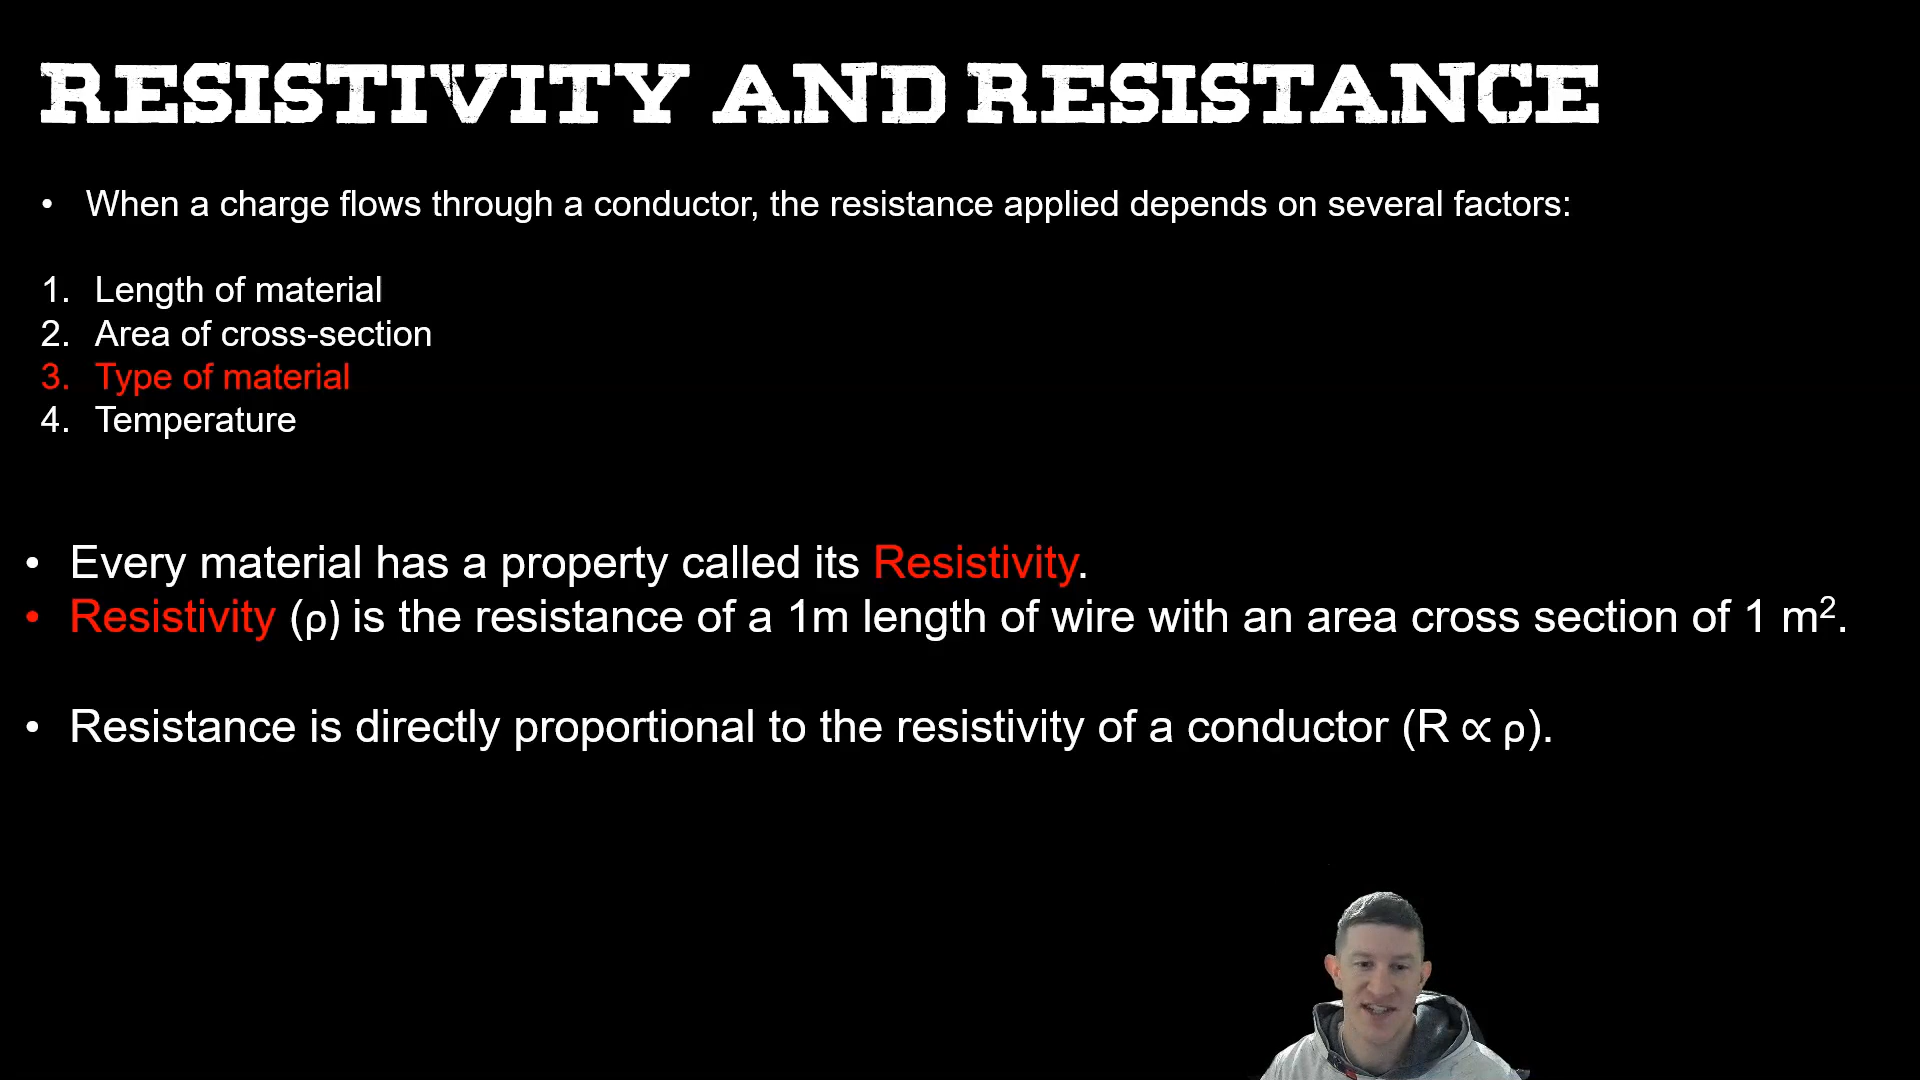 RESISTIVITY AND RESISTANCE
• When a charge flows through a conductor, the resistance applied depends on several factors:
1. Length of material
2. Area of cross-section
3. Type of material
4. Temperature
• Every material has a property called its Resistivity.
• Resistivity (ρ) is the resistance of a 1m length of wire with an area cross section of 1 m².
• Resistance is directly proportional to the resistivity of a conductor (R ∝ ρ).